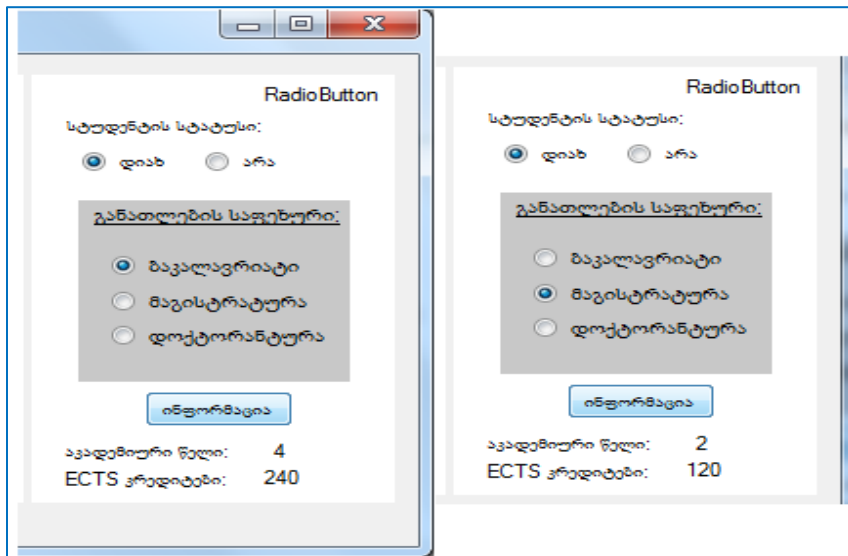 RadioButton
სტუდენტის სტატუსი:
დიახ არა
განათლების საფეხური:
ბაკალავრიატი
მაგისტრატურა
დოქტორანტურა
ინფორმაცია
აკადემიური წელი: 4
ECTS კრედიტები: 240
RadioButton
სტუდენტის სტატუსი:
დიახ არა
განათლების საფეხური:
ბაკალავრიატი
მაგისტრატურა
დოქტორანტურა
ინფორმაცია
აკადემიური წელი: 2
ECTS კრედიტები: 120